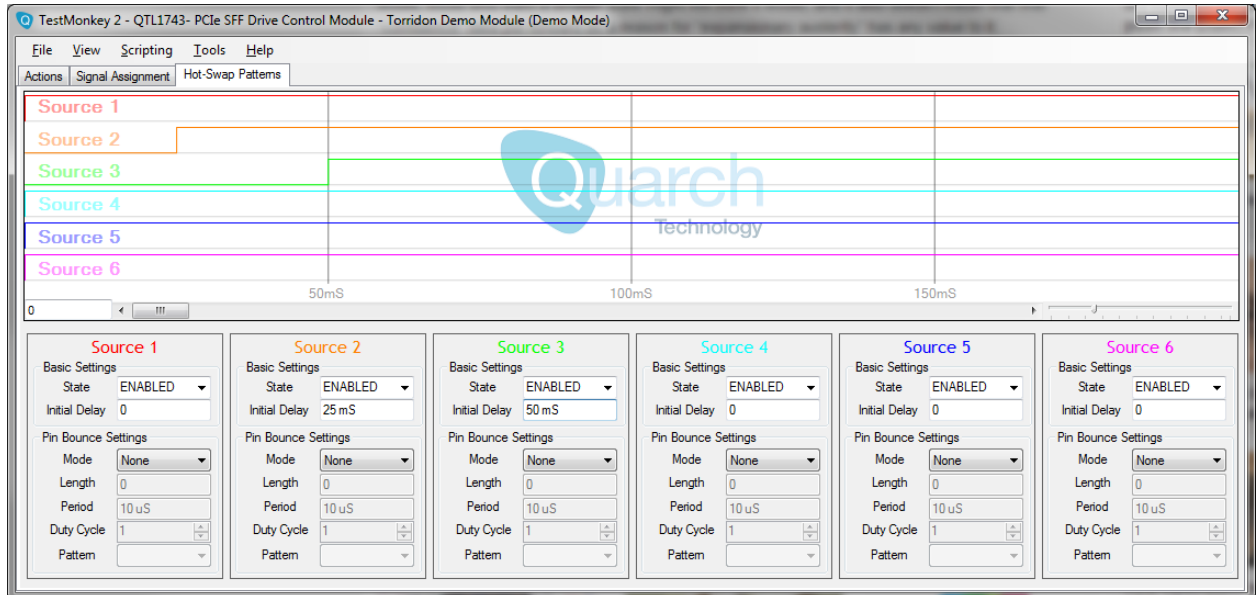 TestMonkey 2 - QTL1743- PCIe SFF Drive Control Module - Torridon Demo Module (Demo Mode)
File View Scripting Tools Help
Actions Signal Assignment Hot-Swap Patterns
Source 1
Source 2
Source 3
Source 4
Source 5
Source 6
Quarch
Technology
50mS 100mS 150mS
0
Source 1 Source 2 Source 3 Source 4 Source 5 Source 6
Basic Settings Basic Settings Basic Settings Basic Settings Basic Settings Basic Settings
State ENABLED State ENABLED State ENABLED State ENABLED State ENABLED State ENABLED
Initial Delay 0 Initial Delay 25 mS Initial Delay 50 mS Initial Delay 0 Initial Delay 0 Initial Delay 0
Pin Bounce Settings Pin Bounce Settings Pin Bounce Settings Pin Bounce Settings Pin Bounce Settings Pin Bounce Settings
Mode None Mode None Mode None Mode None Mode None Mode None
Length 0 Length 0 Length 0 Length 0 Length 0 Length 0
Period 10 uS Period 10 uS Period 10 uS Period 10 uS Period 10 uS Period 10 uS
Duty Cycle 1 Duty Cycle 1 Duty Cycle 1 Duty Cycle 1 Duty Cycle 1 Duty Cycle 1
Pattern Pattern Pattern Pattern Pattern Pattern